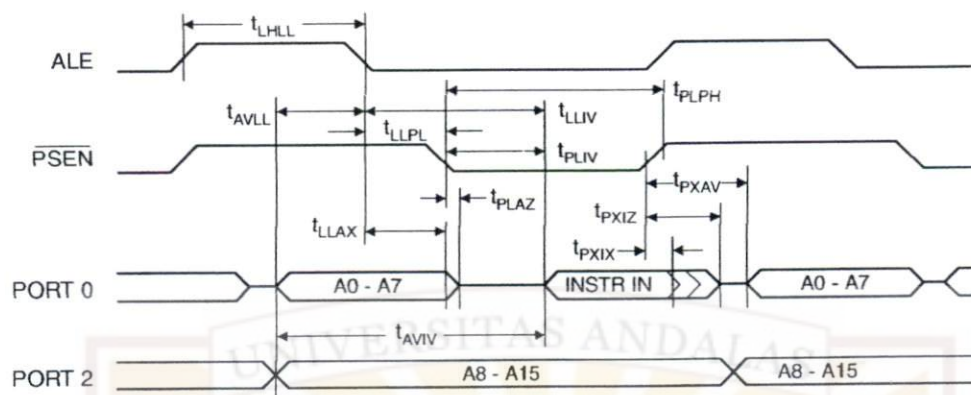 tLHLL
ALE
tPLPH
tAVLL
tLLIV
tLLPL
PSEN
tPLIV
tPXAV
tPLAZ
tPXIZ
tLLAX
tPXIX
PORT 0
A0 - A7
INSTR IN
A0 - A7
tAVIV
UNIVERSITAS ANDALAS
PORT 2
A8 - A15
A8 - A15